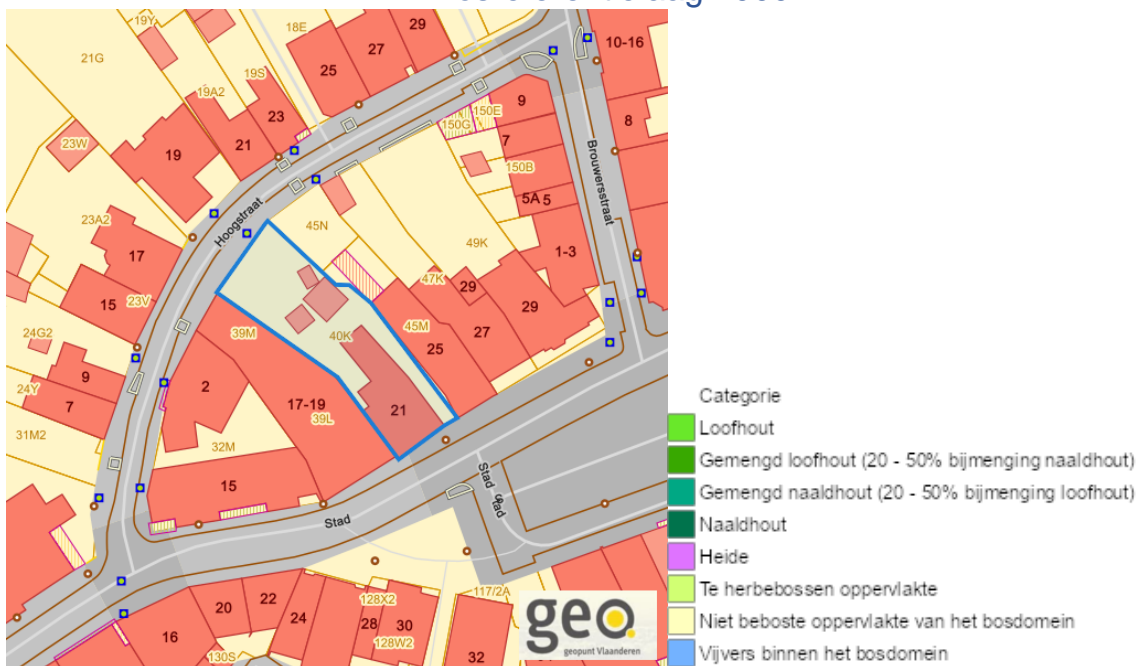 19Y
18E
29
10-16
27
21G
25
19S
19A2
23
9
150E
150G
8
23W
19
21
7
150B
Brouwersstraat
5A 5
Hoogstraat
23A2
45N
49K
17
1-3
47K
29
15
23V
29
24G2
39M
40K
45M
27
25
9
2
24Y
7
17-19
21
39L
31M2
32M
15
Stad
Stad
Stad
117/2A
22
20
24
128X2
28
30
128W2
16
130S
32
geo.
geopunt Vlaanderen
Categorie
Loofhout
Gemengd loofhout (20 - 50% bijmenging naaldhout)
Gemengd naaldhout (20 - 50% bijmenging loofhout)
Naaldhout
Heide
Te herbebossen oppervlakte
Niet beboste oppervlakte van het bosdomein
Vijvers binnen het bosdomein